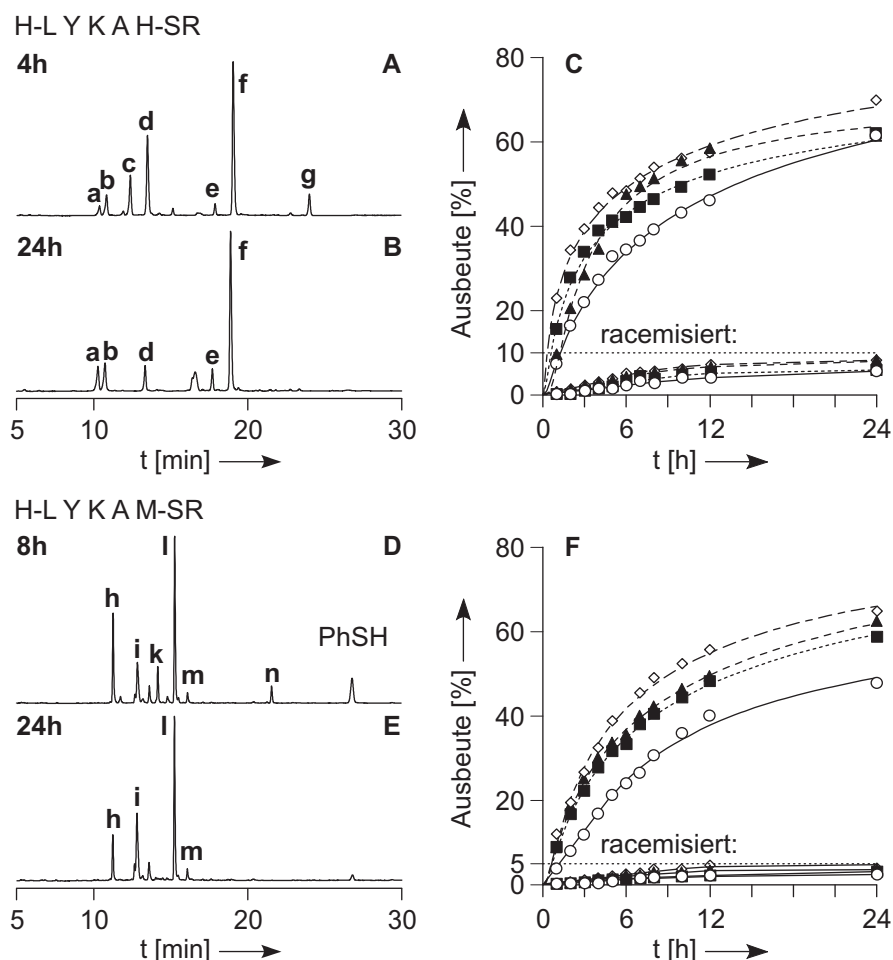 H-L Y K A H-SR
4h
A
a
b
c
d
e
f
g
24h
B
a
b
d
e
f
5
10
20
30
t [min]
C
Ausbeute [%]
80
60
40
20
10
0
racemisiert:
0
6
12
24
t [h]
H-L Y K A M-SR
8h
D
h
i
k
l
m
n
PhSH
24h
E
h
i
l
m
5
10
20
30
t [min]
F
Ausbeute [%]
80
60
40
20
5
0
racemisiert:
0
6
12
24
t [h]